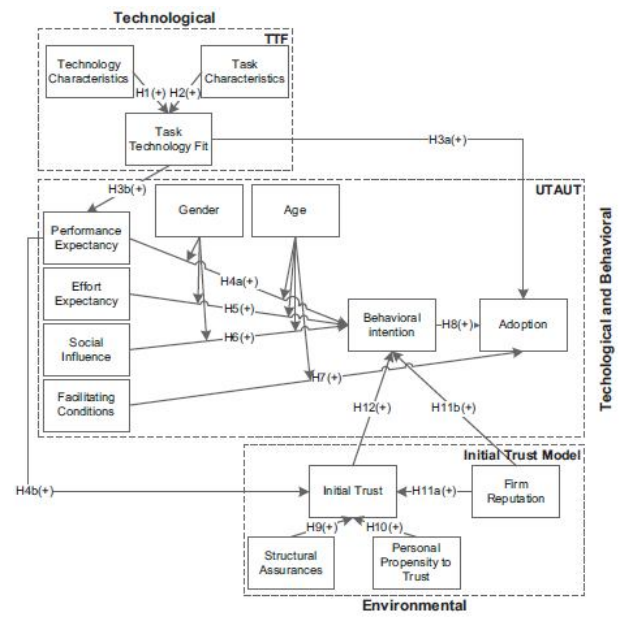 Technological
TTF
Technology
Characteristics
Task
Characteristics
H1(+)
H2(+)
Task
Technology Fit
H3a(+)
H3b(+)
UTAUT
Gender
Age
Performance
Expectancy
H4a(+)
Effort
Expectancy
H5(+)
Behavioral
intention
H8(+)
Adoption
Social
Influence
H6(+)
Facilitating
Conditions
H7(+)
Techological and Behavioral
H12(+)
H11b(+)
Initial Trust Model
H4b(+)
Initial Trust
H11a(+)
Firm
Reputation
H9(+)
H10(+)
Structural
Assurances
Personal
Propensity to
Trust
Environmental